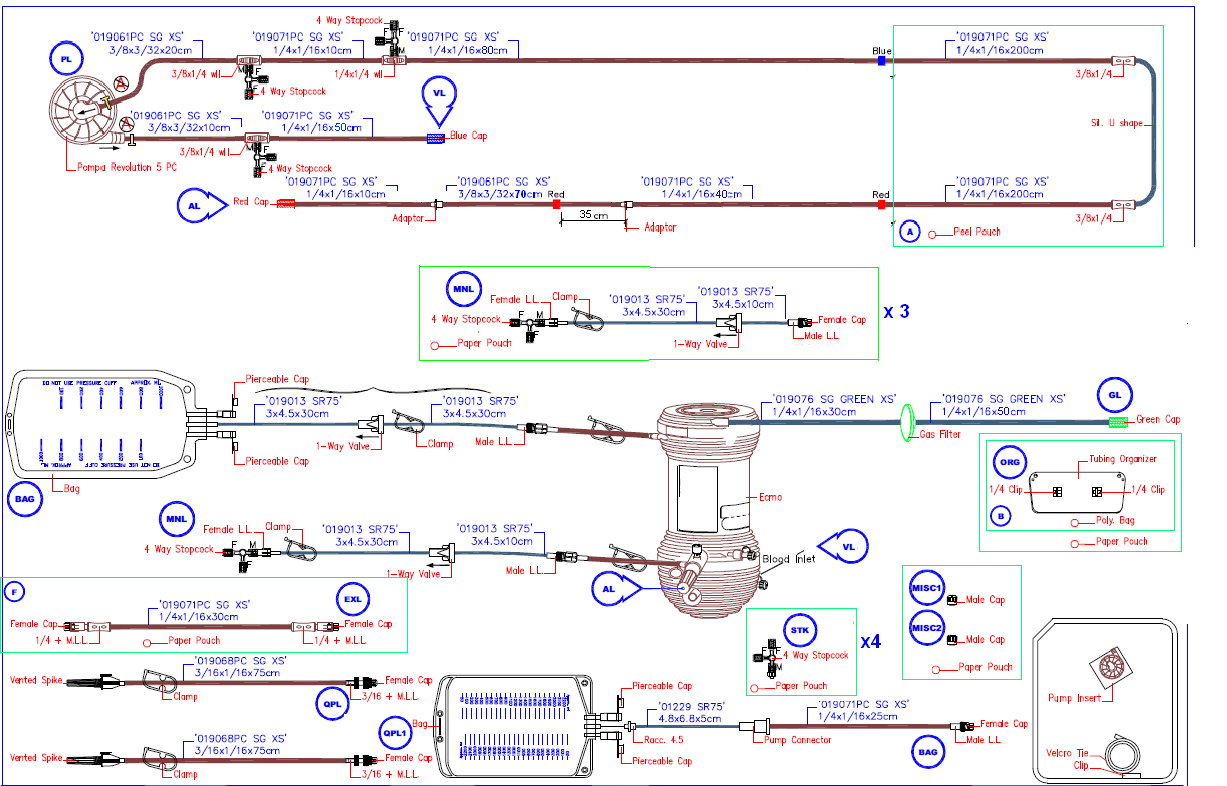 4 Way Stopcock
'019061PC SG XS'
3/8x3/32x20cm
'019071PC SG XS'
1/4x1/16x10cm
'019071PC SG XS'
1/4x1/16x80cm
'019071PC SG XS'
1/4x1/16x200cm
PL
F
F
M
Blue
3/8x1/4 wll
M
F
F
1/4x1/4 wll
3/8x1/4
4 Way Stopcock
A
VL
A
'019061PC SG XS'
3/8x3/32x10cm
'019071PC SG XS'
1/4x1/16x50cm
Blue Cap
Sil. U shape
3/8x1/4 wll
M
F
F
4 Way Stopcock
Pompa Revolution 5 PC
'019071PC SG XS'
1/4x1/16x10cm
'019061PC SG XS'
3/8x3/32x70cm
Red
'019071PC SG XS'
1/4x1/16x40cm
Red
'019071PC SG XS'
1/4x1/16x200cm
AL
Red Cap
Adaptor
35 cm
Adaptor
3/8x1/4
A
Peel Pouch
MNL
Female L.L.
Clamp
'019013 SR75'
3x4.5x30cm
'019013 SR75'
3x4.5x10cm
4 Way Stopcock
F
M
F
Female Cap
Male L.L
1-Way Valve
Paper Pouch
x 3
DO NOT USE PRESSURE CUFF
APPROX. ML
Pierceable Cap
'019013 SR75'
3x4.5x30cm
'019013 SR75'
3x4.5x30cm
1-Way Valve
Clamp
Male L.L.
DO NOT USE PRESSURE CUFF
APPROX. ML
Pierceable Cap
Bag
BAG
'019076 SG GREEN XS'
1/4x1/16x30cm
'019076 SG GREEN XS'
1/4x1/16x50cm
GL
Gas Filter
Green Cap
ORG
Tubing Organizer
1/4 Clip
1/4 Clip
B
Poly. Bag
Paper Pouch
Ecmo
MNL
Female L.L.
Clamp
'019013 SR75'
3x4.5x30cm
'019013 SR75'
3x4.5x10cm
4 Way Stopcock
F
M
F
1-Way Valve
Male L.L.
VL
Blood Inlet
AL
F
'019071PC SG XS'
1/4x1/16x30cm
EXL
Female Cap
Female Cap
1/4 + M.L.L.
Paper Pouch
1/4 + M.L.L.
MISC1
Male Cap
MISC2
Male Cap
Paper Pouch
STK
F
F
M
4 Way Stopcock
Paper Pouch
x4
Vented Spike
'019068PC SG XS'
3/16x1/16x75cm
Female Cap
Clamp
3/16 + M.L.L.
QPL
Vented Spike
'019068PC SG XS'
3/16x1/16x75cm
Female Cap
Clamp
3/16 + M.L.L.
QPL1
Bag
Pierceable Cap
'01229 SR75'
4.8x6.8x5cm
'019071PC SG XS'
1/4x1/16x25cm
Female Cap
Racc. 4.5
Pump Connector
Male L.L
Pierceable Cap
BAG
Pump Insert
Velcro Tie
Clip